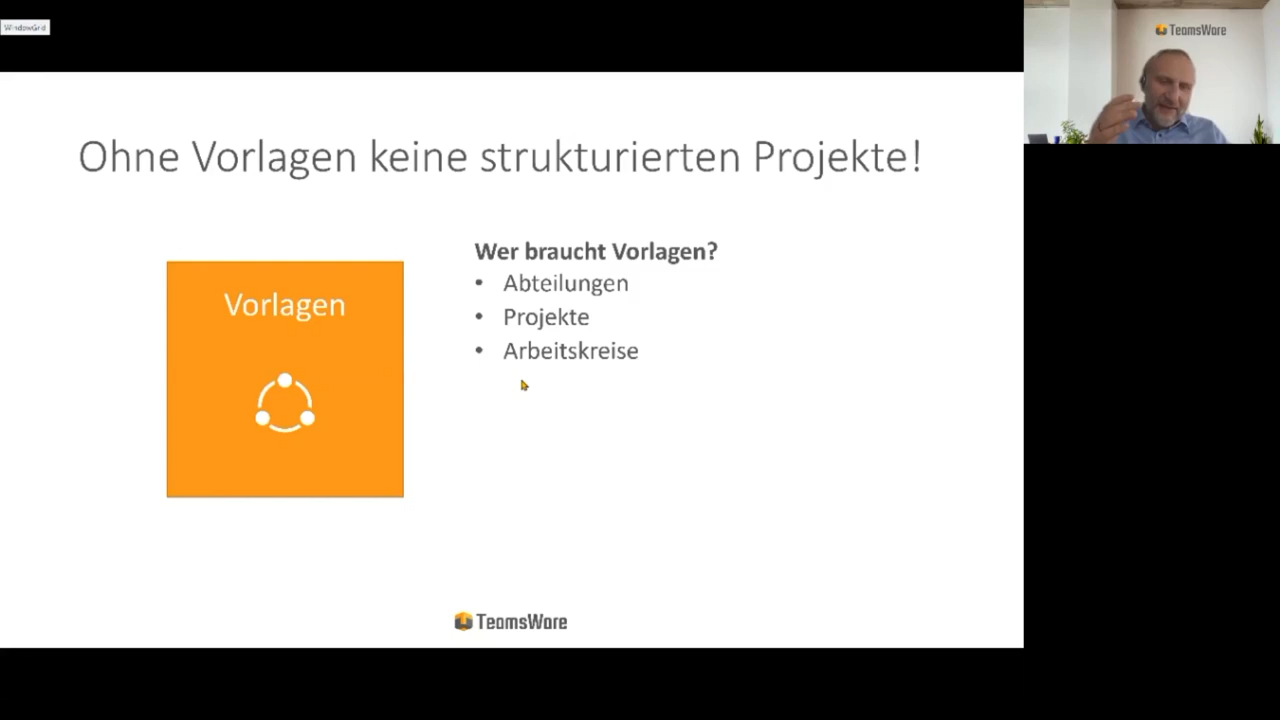 WindowGrid
TeamsWare
Ohne Vorlagen keine strukturierten Projekte!
Vorlagen
Wer braucht Vorlagen?
• Abteilungen
• Projekte
• Arbeitskreise
TeamsWare